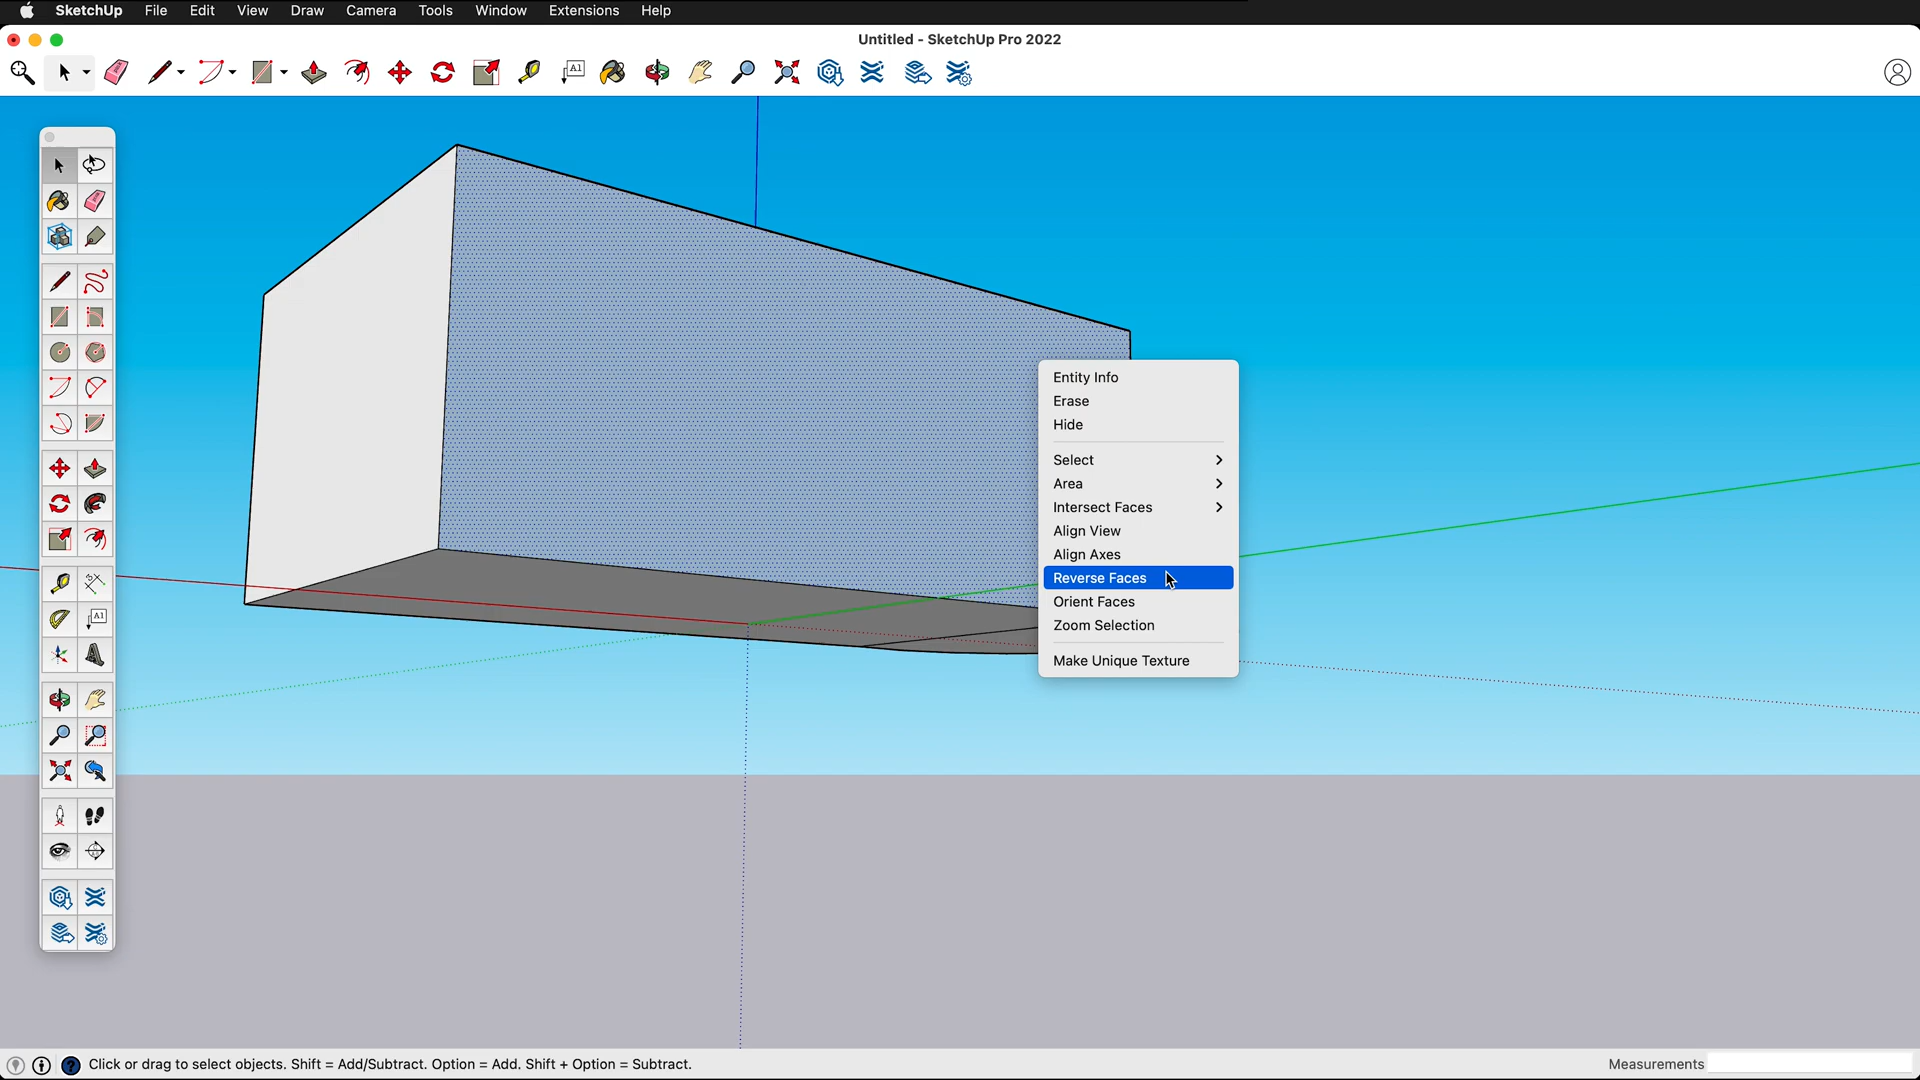 SketchUp File Edit View Draw Camera Tools Window Extensions Help
Untitled - SketchUp Pro 2022
Entity Info
Erase
Hide
Select
Area
Intersect Faces
Align View
Align Axes
Reverse Faces
Orient Faces
Zoom Selection
Make Unique Texture
Click or drag to select objects. Shift = Add/Subtract. Option = Add. Shift + Option = Subtract.
Measurements